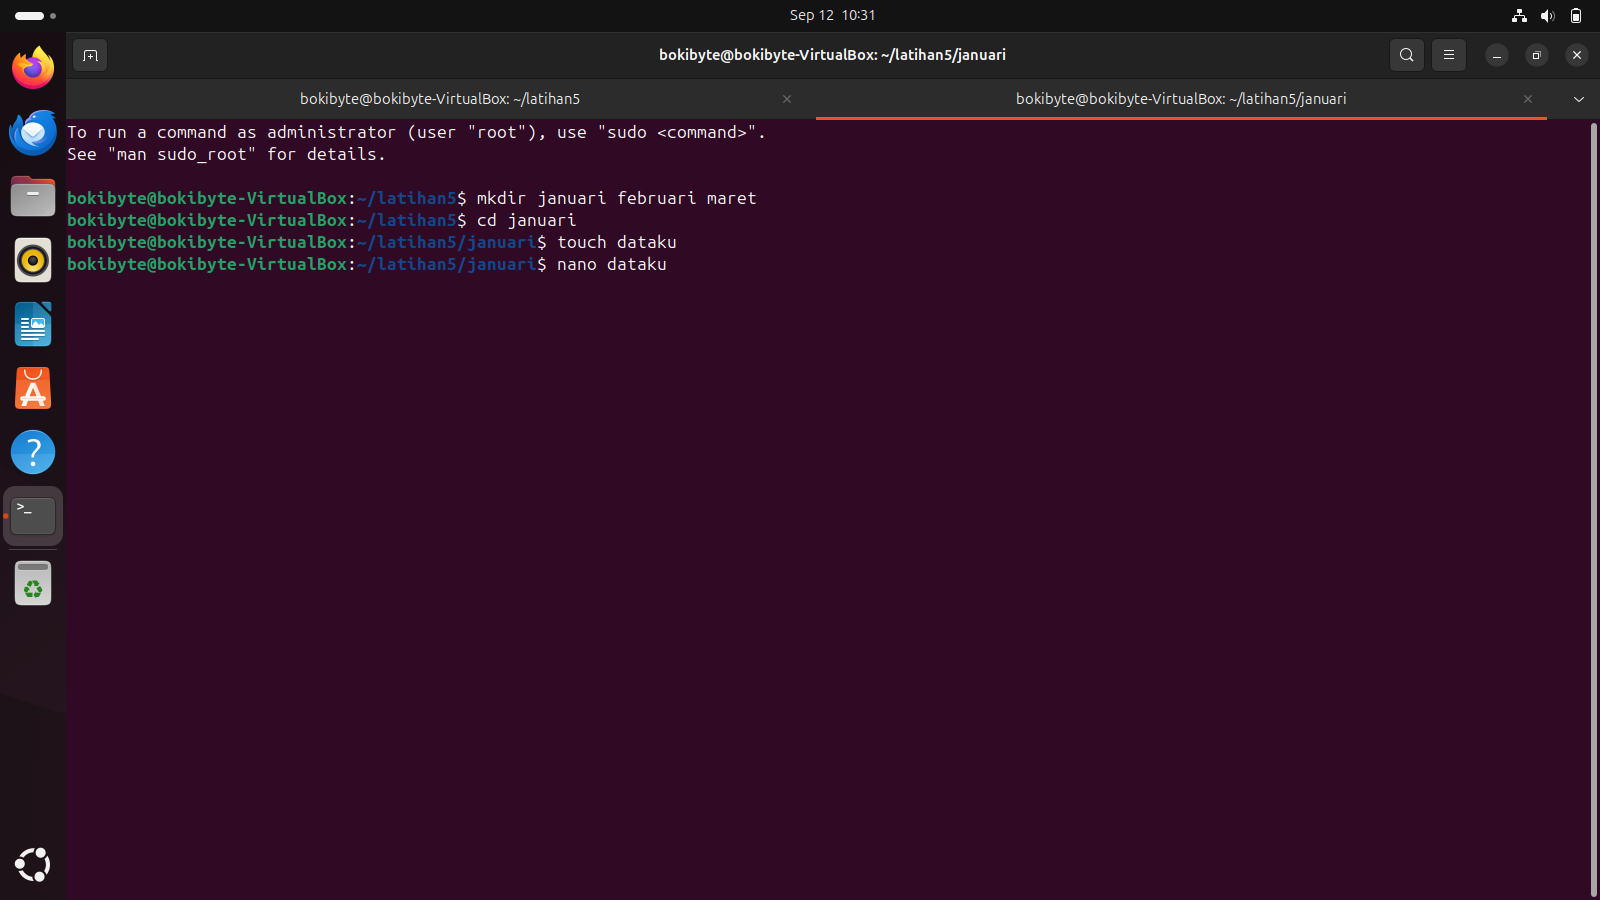 Sep 12 10:31
bokibyte@bokibyte-VirtualBox: ~/latihan5/januari
bokibyte@bokibyte-VirtualBox: ~/latihan5
bokibyte@bokibyte-VirtualBox: ~/latihan5/januari
To run a command as administrator (user "root"), use "sudo <command>".
See "man sudo_root" for details.
bokibyte@bokibyte-VirtualBox:~/latihan5$ mkdir januari februari maret
bokibyte@bokibyte-VirtualBox:~/latihan5$ cd januari
bokibyte@bokibyte-VirtualBox:~/latihan5/januari$ touch dataku
bokibyte@bokibyte-VirtualBox:~/latihan5/januari$ nano dataku